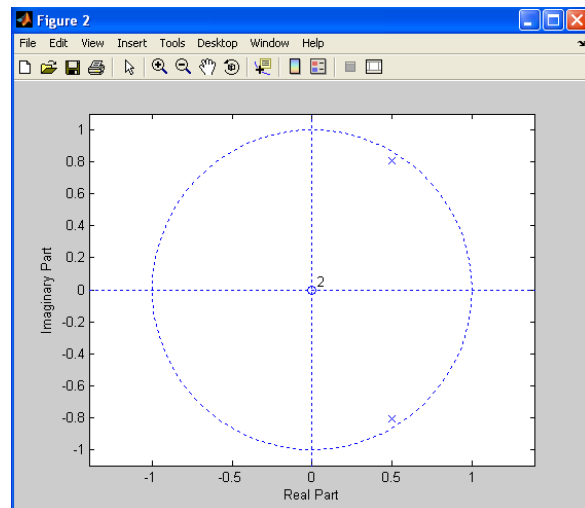 Figure 2
File Edit View Insert Tools Desktop Window Help
1
0.8
0.6
0.4
0.2
0
-0.2
-0.4
-0.6
-0.8
-1
Imaginary Part
2
-1 -0.5 0 0.5 1
Real Part